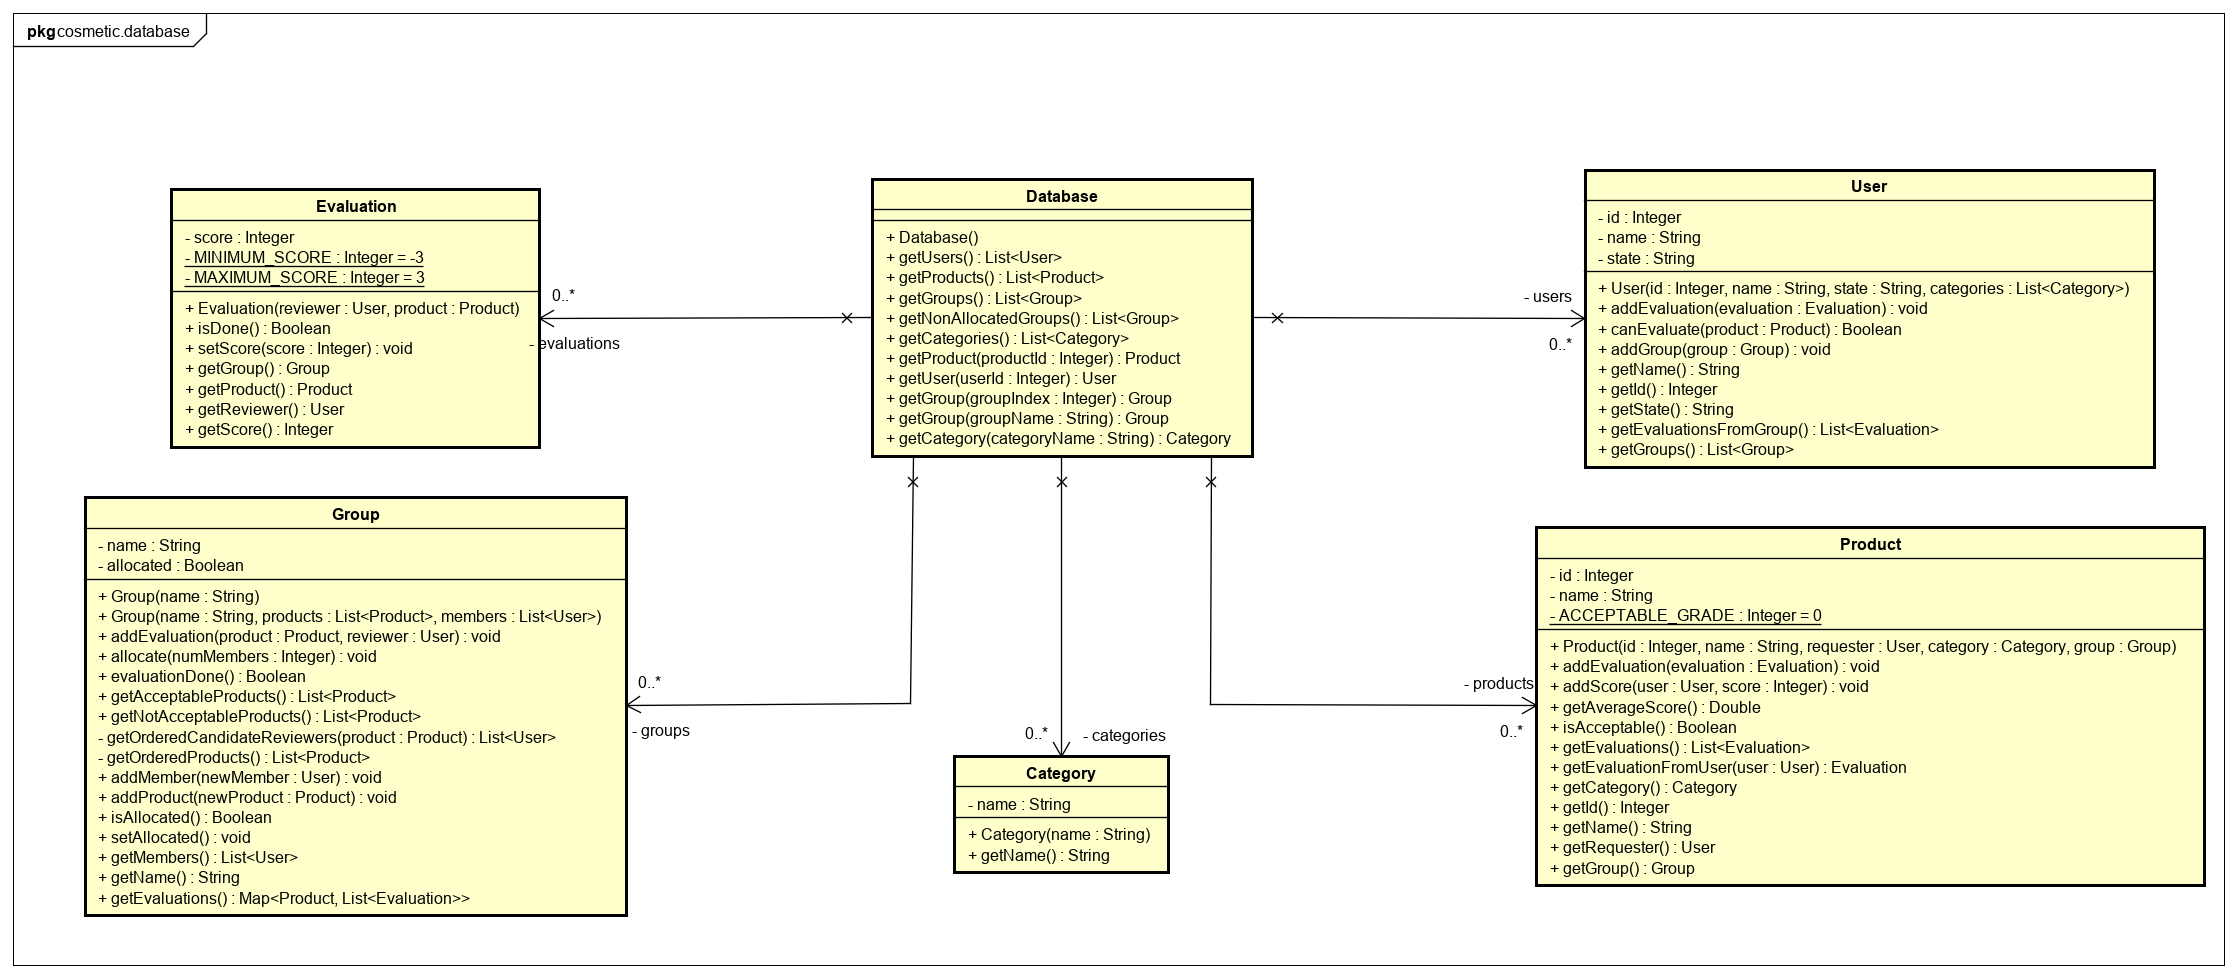 pkg cosmetic.database
Evaluation
- score : Integer
- MINIMUM_SCORE : Integer = -3
- MAXIMUM_SCORE : Integer = 3
+ Evaluation(reviewer : User, product : Product)
+ isDone() : Boolean
+ setScore(score : Integer) : void
+ getGroup() : Group
+ getProduct() : Product
+ getReviewer() : User
+ getScore() : Integer
0..*
- evaluations
Database
+ Database()
+ getUsers() : List<User>
+ getProducts() : List<Product>
+ getGroups() : List<Group>
+ getNonAllocatedGroups() : List<Group>
+ getCategories() : List<Category>
+ getProduct(productId : Integer) : Product
+ getUser(userId : Integer) : User
+ getGroup(groupIndex : Integer) : Group
+ getGroup(groupName : String) : Group
+ getCategory(categoryName : String) : Category
- users
0..*
User
- id : Integer
- name : String
- state : String
+ User(id : Integer, name : String, state : String, categories : List<Category>)
+ addEvaluation(evaluation : Evaluation) : void
+ canEvaluate(product : Product) : Boolean
+ addGroup(group : Group) : void
+ getName() : String
+ getId() : Integer
+ getState() : String
+ getEvaluationsFromGroup() : List<Evaluation>
+ getGroups() : List<Group>
Group
- name : String
- allocated : Boolean
+ Group(name : String)
+ Group(name : String, products : List<Product>, members : List<User>)
+ addEvaluation(product : Product, reviewer : User) : void
+ allocate(numMembers : Integer) : void
+ evaluationDone() : Boolean
+ getAcceptableProducts() : List<Product>
+ getNotAcceptableProducts() : List<Product>
- getOrderedCandidateReviewers(product : Product) : List<User>
- getOrderedProducts() : List<Product>
+ addMember(newMember : User) : void
+ addProduct(newProduct : Product) : void
+ isAllocated() : Boolean
+ setAllocated() : void
+ getMembers() : List<User>
+ getName() : String
+ getEvaluations() : Map<Product, List<Evaluation>>
0..*
- groups
0..*
- categories
Category
- name : String
+ Category(name : String)
+ getName() : String
- products
0..*
Product
- id : Integer
- name : String
- ACCEPTABLE_GRADE : Integer = 0
+ Product(id : Integer, name : String, requester : User, category : Category, group : Group)
+ addEvaluation(evaluation : Evaluation) : void
+ addScore(user : User, score : Integer) : void
+ getAverageScore() : Double
+ isAcceptable() : Boolean
+ getEvaluations() : List<Evaluation>
+ getEvaluationFromUser(user : User) : Evaluation
+ getCategory() : Category
+ getId() : Integer
+ getName() : String
+ getRequester() : User
+ getGroup() : Group